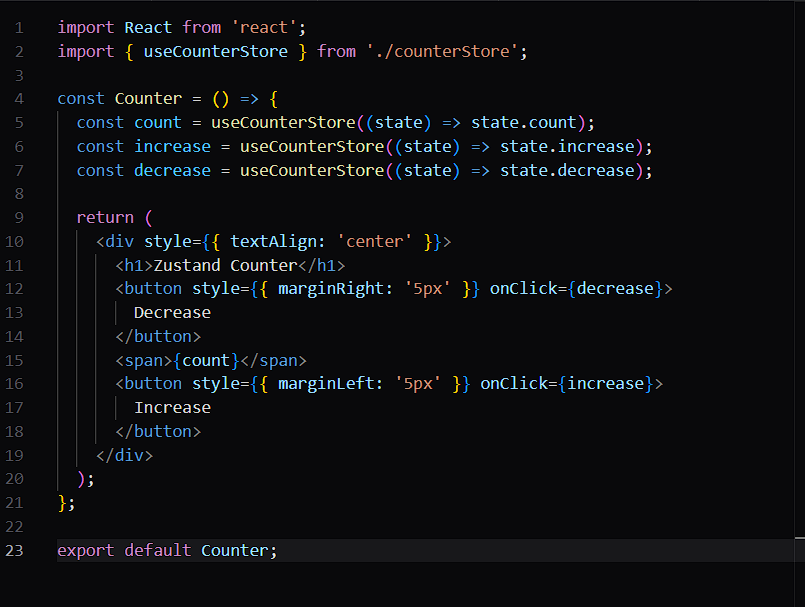 1 import React from 'react';
2 import { useCounterStore } from './counterStore';
3
4 const Counter = () => {
5   const count = useCounterStore((state) => state.count);
6   const increase = useCounterStore((state) => state.increase);
7   const decrease = useCounterStore((state) => state.decrease);
8
9   return (
10     <div style={{ textAlign: 'center' }}>
11       <h1>Zustand Counter</h1>
12       <button style={{ marginRight: '5px' }} onClick={decrease}>
13         Decrease
14       </button>
15       <span>{count}</span>
16       <button style={{ marginLeft: '5px' }} onClick={increase}>
17         Increase
18       </button>
19     </div>
20   );
21 };
22
23 export default Counter;